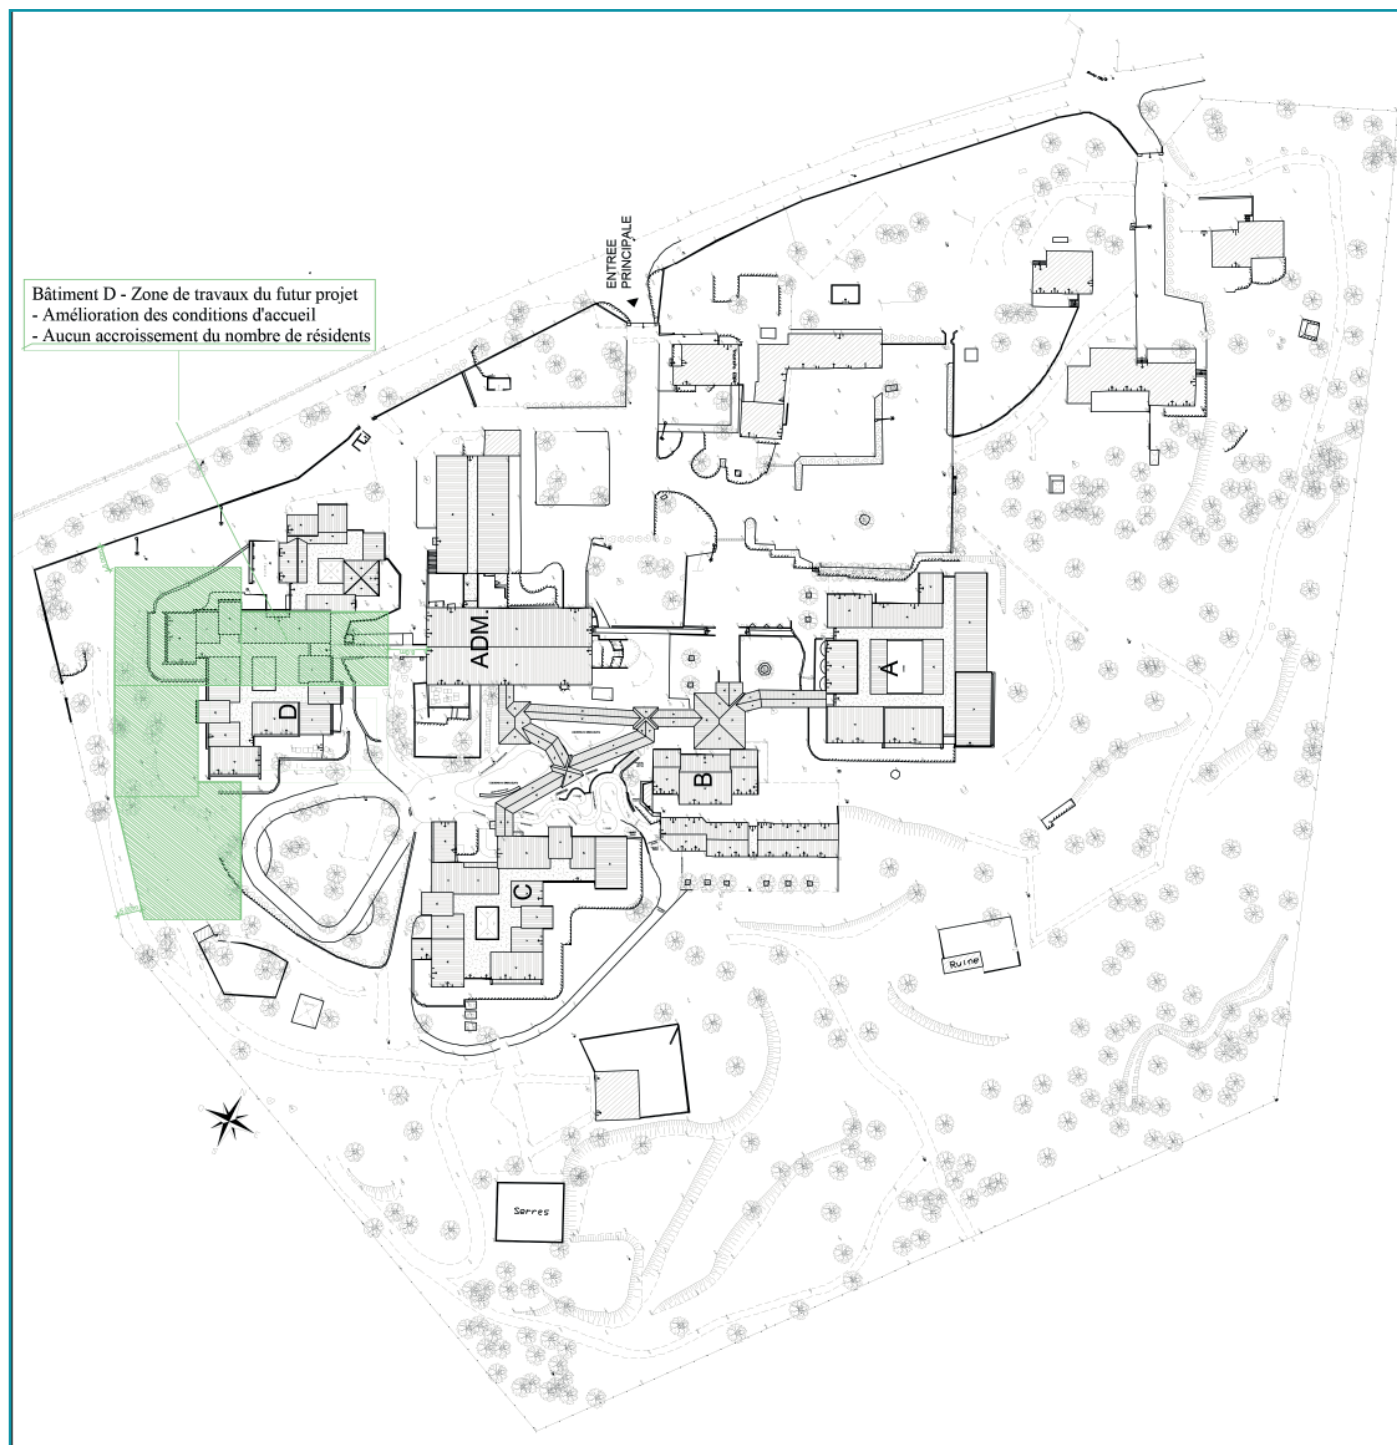 ENTREE
PRINCIPALE
Bâtiment D - Zone de travaux du futur projet
- Amélioration des conditions d'accueil
- Aucun accroissement du nombre de résidents
ADM.
A
D
B
C
Ruine
Serres